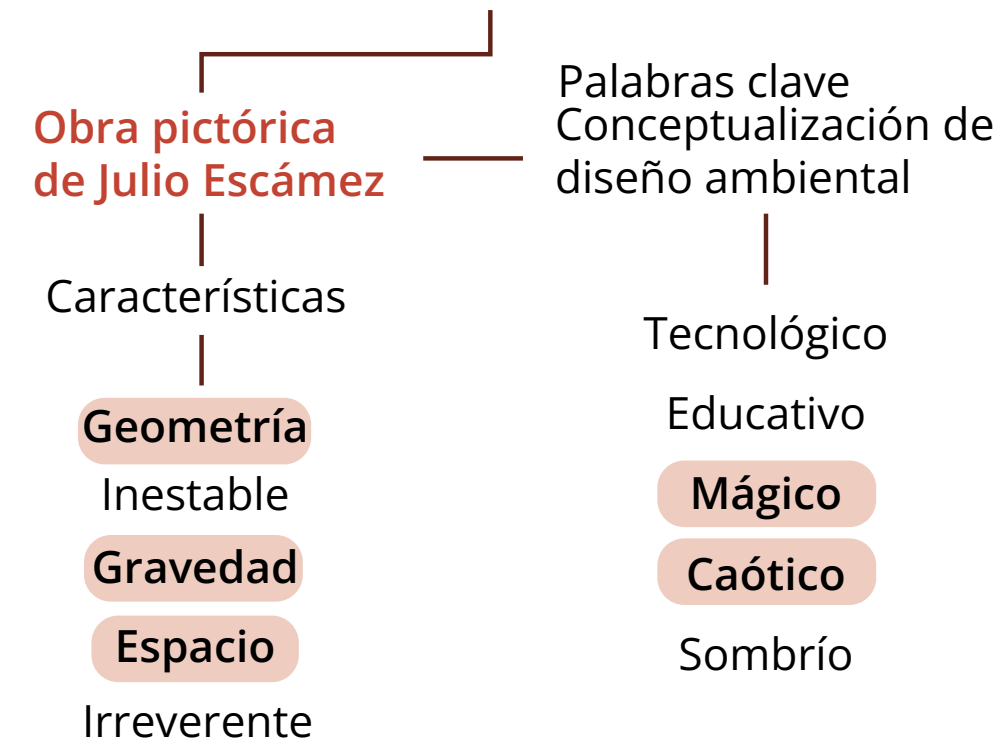 Obra pictórica
de Julio Escámez
Características
Geometría
Inestable
Gravedad
Espacio
Irreverente
Palabras clave
Conceptualización de
diseño ambiental
Tecnológico
Educativo
Mágico
Caótico
Sombrío